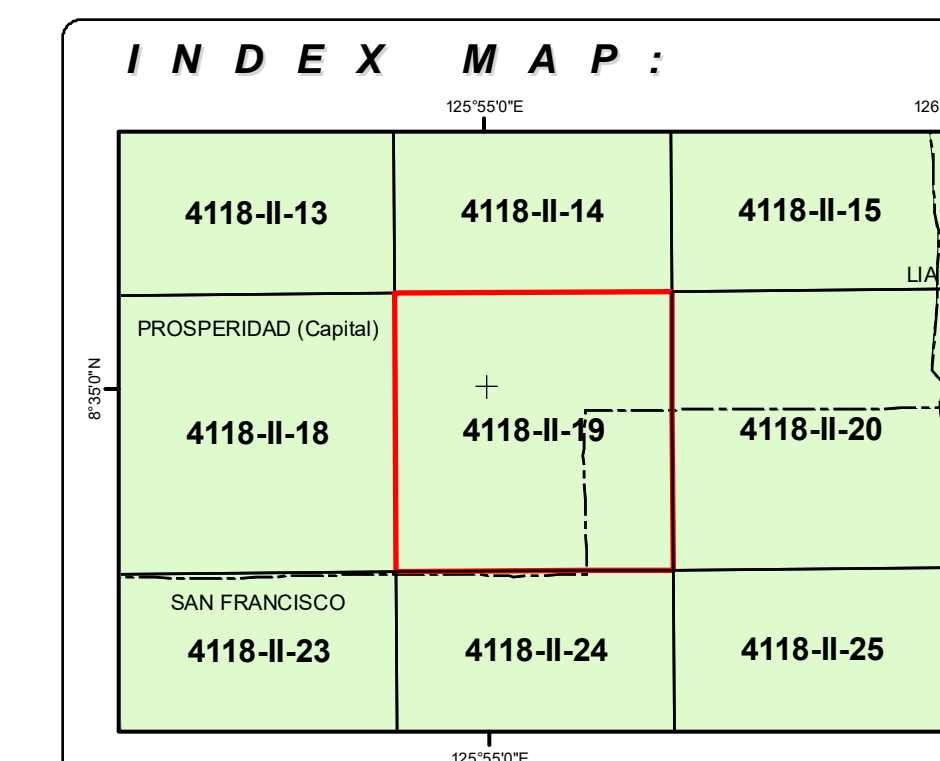 INDEX MAP:
125°55'0"E
126
4118-II-13
4118-II-14
4118-II-15
LIA
PROSPERIDAD (Capital)
8°35'0"N
4118-II-18
4118-II-19
4118-II-20
SAN FRANCISCO
4118-II-23
4118-II-24
4118-II-25
125°55'0"E